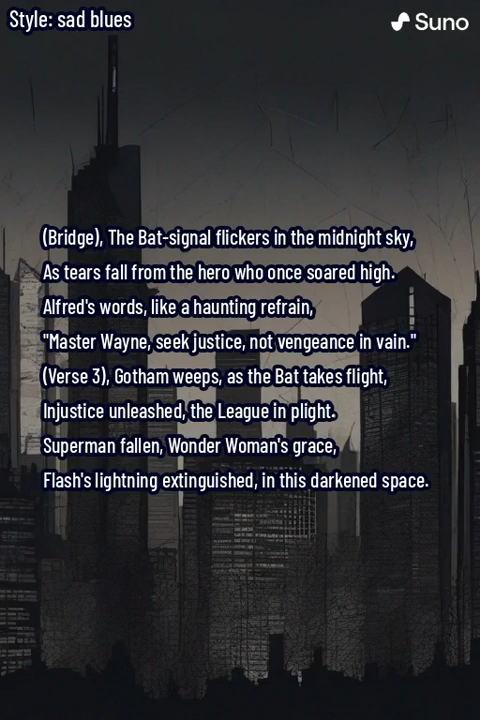 Style: sad blues
Suno
(Bridge), The Bat-signal flickers in the midnight sky,
As tears fall from the hero who once soared high.
Alfred's words, like a haunting refrain,
"Master Wayne, seek justice, not vengeance in vain."
(Verse 3), Gotham weeps, as the Bat takes flight,
Injustice unleashed, the League in plight.
Superman fallen, Wonder Woman's grace,
Flash's lightning extinguished, in this darkened space.